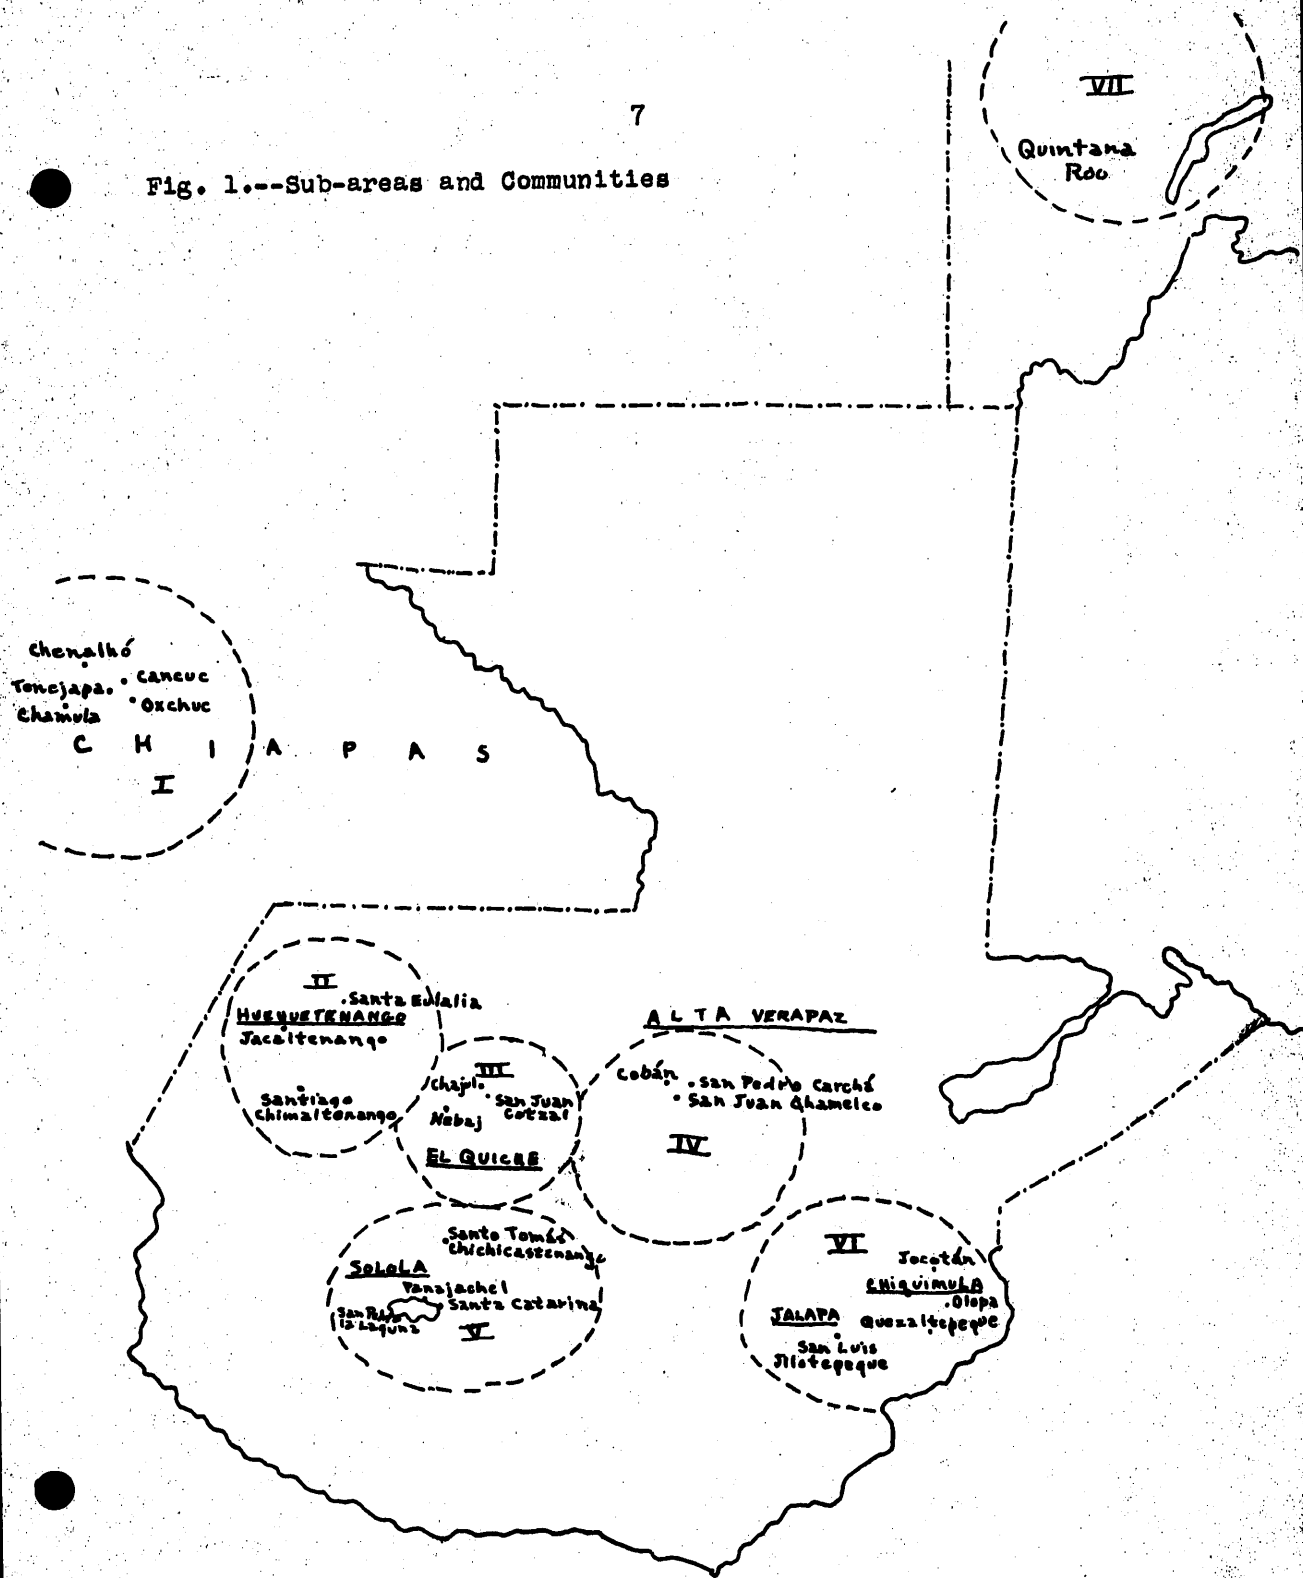 7
Fig. 1.--Sub-areas and Communities
VII
Quintana
Roo
Chenalhó
Tenejapa
Cancuc
Oxchuc
Chamula
C H I A P A S
I
II
Santa Eulalia
HUEHUETENANGO
Jacaltenango
Santiago
Chimaltenango
III
Chajul
San Juan
Cotzal
Nebaj
EL QUICHE
ALTA VERAPAZ
Cobán
San Pedro Carchá
San Juan Chamelco
IV
Santo Tomás
Chichicastenango
SOLOLA
Panajachel
Santa Catarina
San Pedro
la Laguna
V
VI
Jocotán
CHIQUIMULA
Olopa
JALAPA
Quezaltepeque
San Luis
Jilotepeque